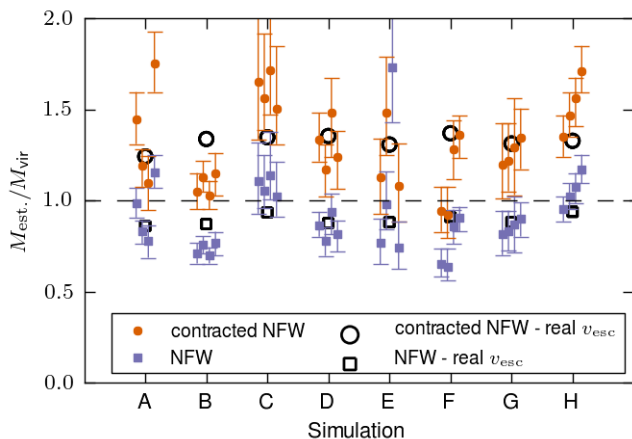 2.0
1.5
1.0
0.5
0.0
M_est./M_vir
contracted NFW
NFW
contracted NFW - real v_esc
NFW - real v_esc
A B C D E F G H
Simulation